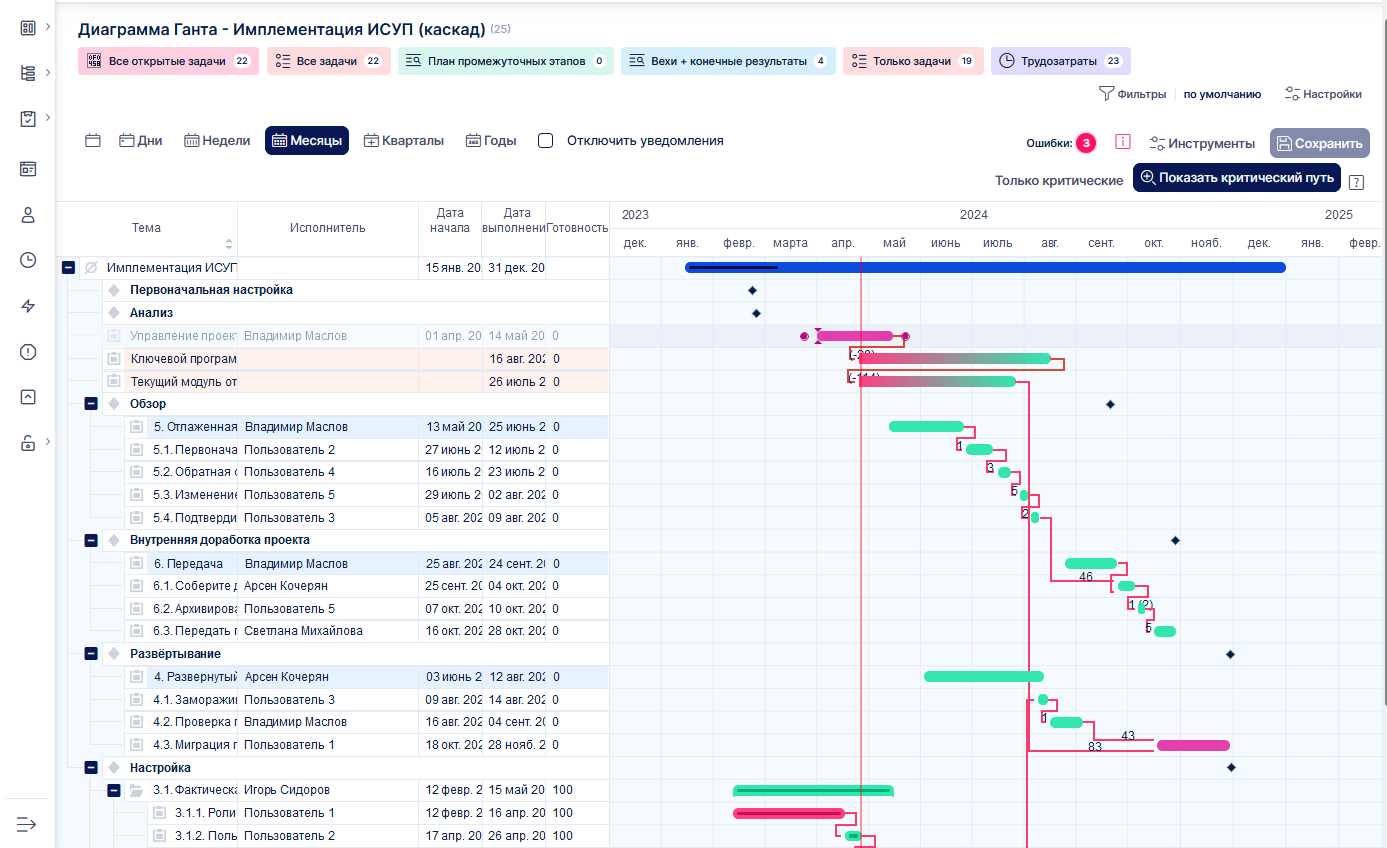 Диаграмма Ганта - Имплементация ИСУП (каскад) (25)
Все открытые задачи 22 Все задачи 22 План промежуточных этапов 0 Вехи + конечные результаты 4 Только задачи 19 Трудозатраты 23
Фильтры по умолчанию Настройки
Дни Недели Месяцы Кварталы Годы Отключить уведомления Ошибки: 3 Инструменты Сохранить
Только критические Показать критический путь ?
Тема Исполнитель Дата начала Дата выполнени Готовность
2023 2024 2025
дек. янв. февр. марта апр. май июнь июль авг. сент. окт. нояб. дек. янв. февр.
Имплементация ИСУП 15 янв. 20 31 дек. 20
Первоначальная настройка
Анализ
Управление проект Владимир Маслов 01 апр. 20 14 май 20
Ключевой програм 16 авг. 202 0
Текущий модуль от 26 июль 2 0
Обзор
5. Отлаженная Владимир Маслов 13 май 20 25 июнь 2 0
5.1. Первонача Пользователь 2 27 июнь 2 12 июль 2 0 1
5.2. Обратная с Пользователь 4 16 июль 2 23 июль 2 0 3
5.3. Изменение Пользователь 5 29 июль 2 02 авг. 202 0 5
5.4. Подтверди Пользователь 3 05 авг. 202 09 авг. 202 0 2
Внутренняя доработка проекта
6. Передача Владимир Маслов 25 авг. 202 24 сент. 20 0
46
6.1. Соберите д Арсен Кочерян 25 сент. 20 04 окт. 202 0
6.2. Архивирова Пользователь 5 07 окт. 202 10 окт. 202 0 1 (2)
6.3. Передать г Светлана Михайлова 16 окт. 202 28 окт. 202 0 5
Развёртывание
4. Развернутый Арсен Кочерян 03 июнь 2 12 авг. 202 0
4.1. Заморажи Пользователь 3 09 авг. 202 14 авг. 202 0
4.2. Проверка г Владимир Маслов 16 авг. 202 04 сент. 20 0 1
43
4.3. Миграция г Пользователь 1 18 окт. 202 28 нояб. 2 0 83
Настройка
3.1. Фактическа Игорь Сидоров 12 февр. 2 15 май 20 100
3.1.1. Роли Пользователь 1 12 февр. 2 16 апр. 20 100
3.1.2. Поль Пользователь 2 17 апр. 20 26 апр. 20 100